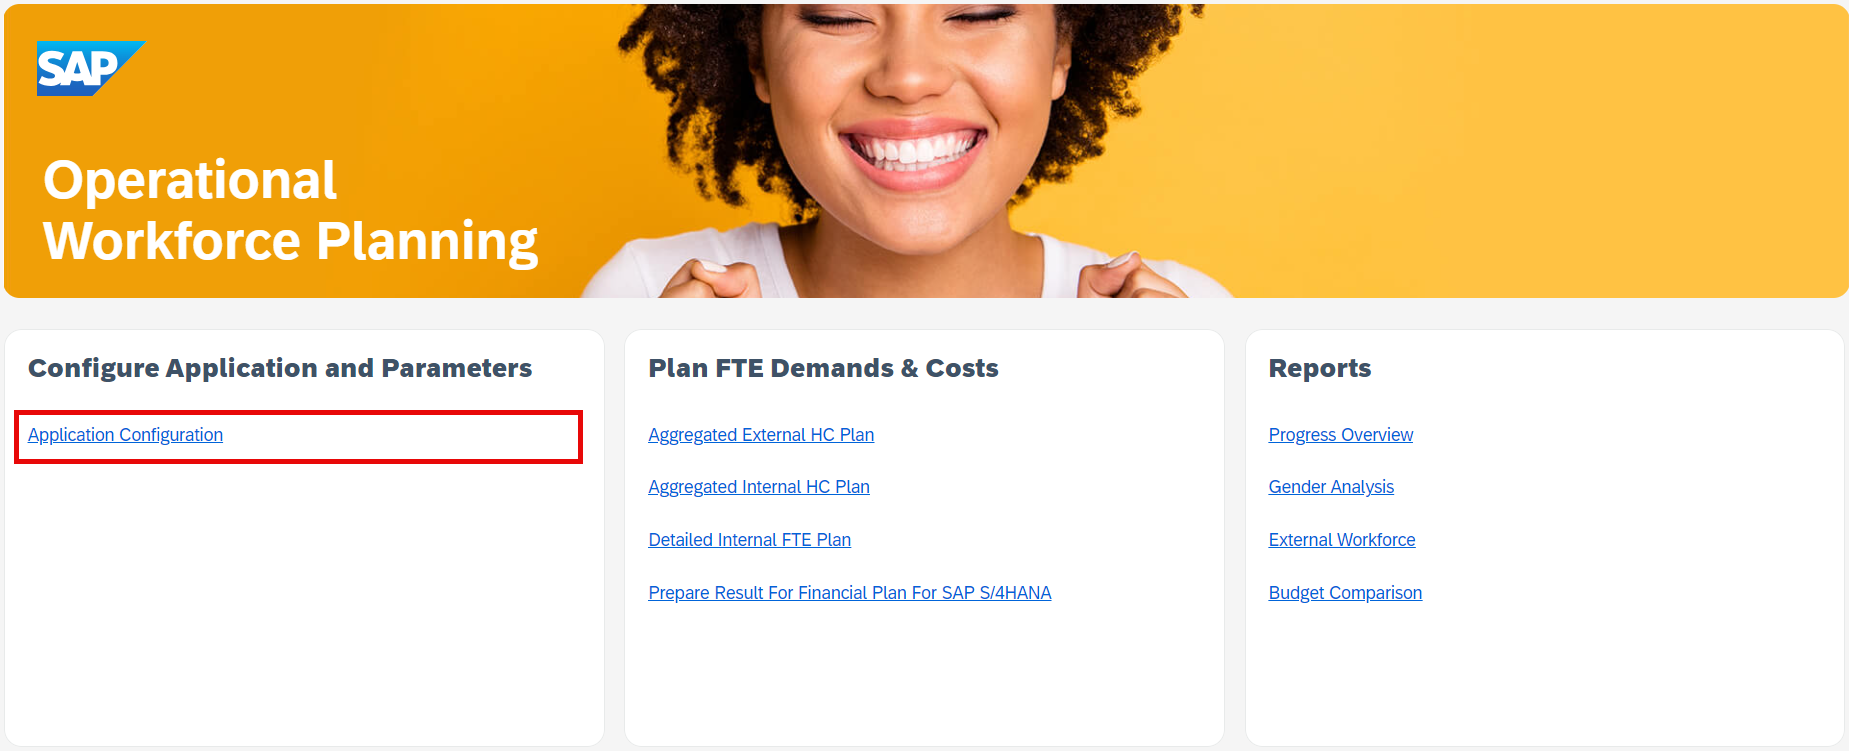 SAP
Operational
Workforce Planning
Configure Application and Parameters
Application Configuration
Plan FTE Demands & Costs
Aggregated External HC Plan
Aggregated Internal HC Plan
Detailed Internal FTE Plan
Prepare Result For Financial Plan For SAP S/4HANA
Reports
Progress Overview
Gender Analysis
External Workforce
Budget Comparison